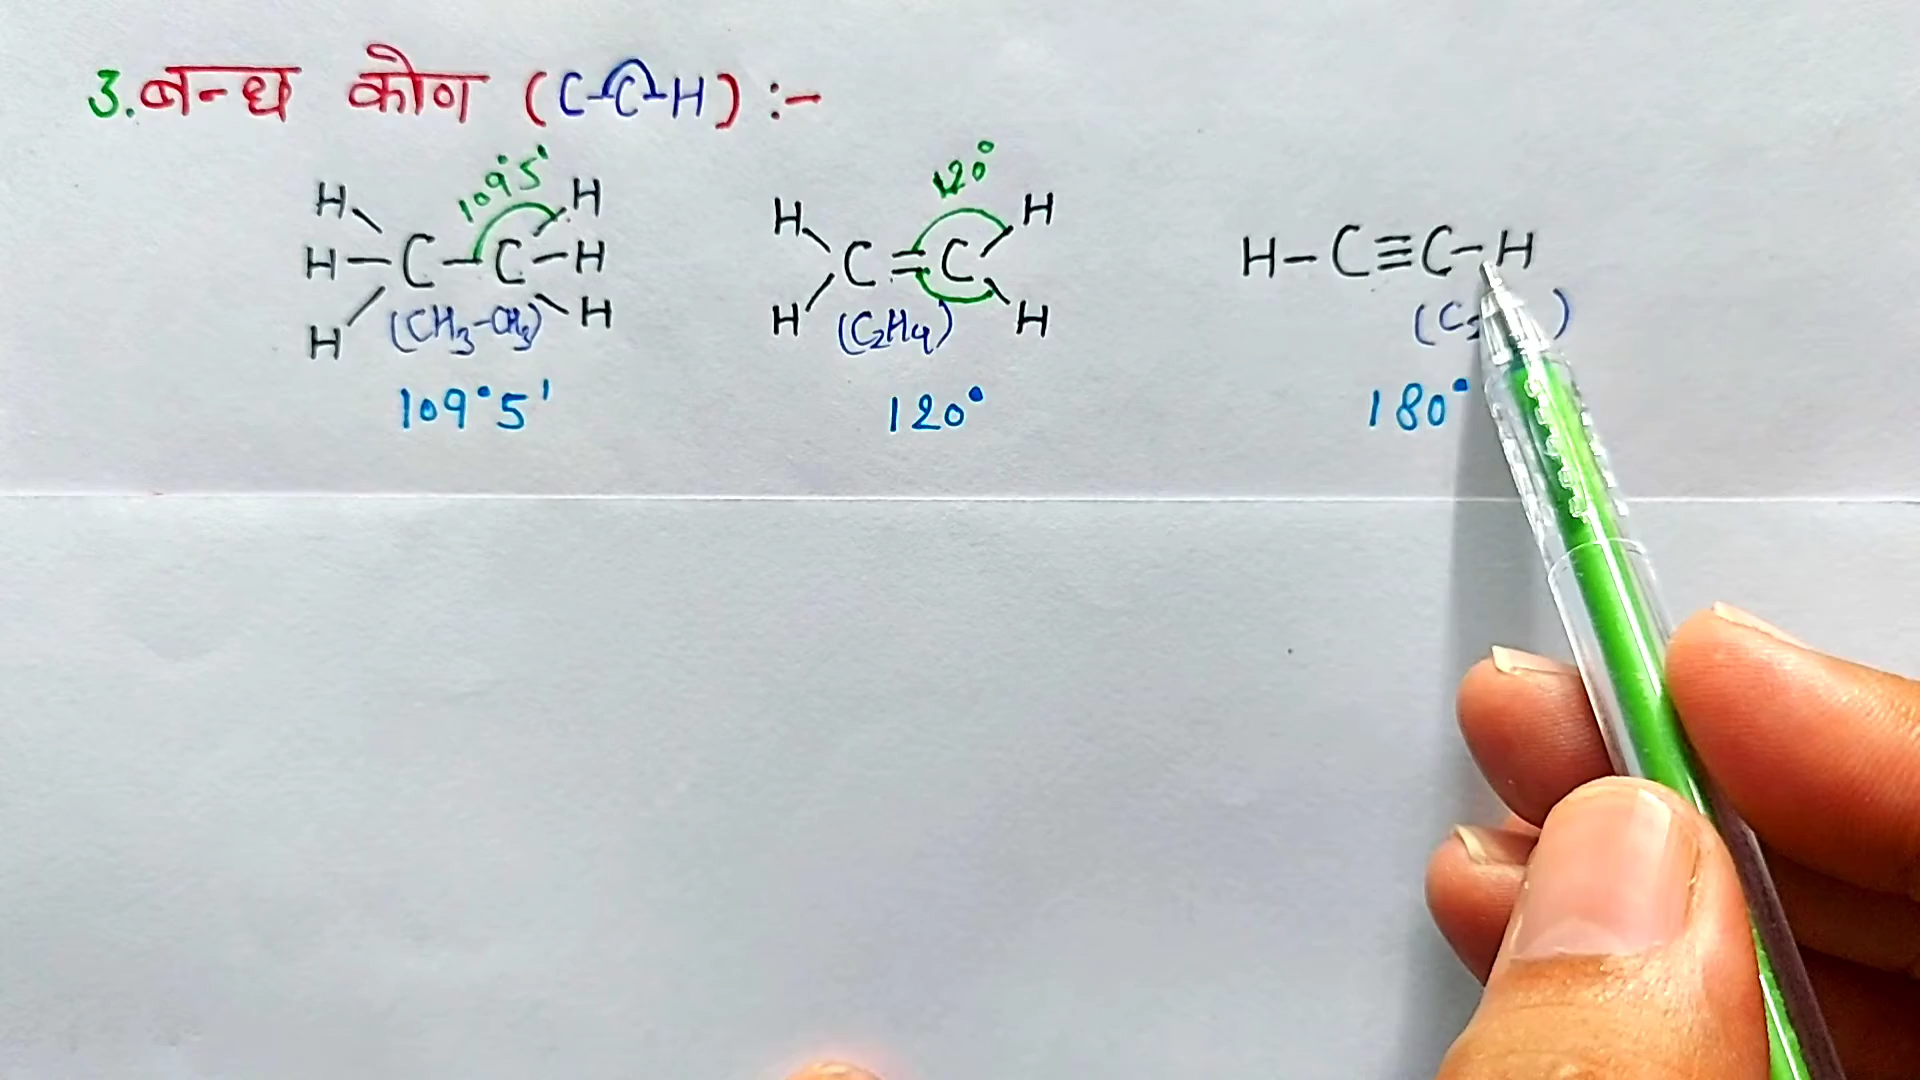 3. बन्ध कोण (C-C-H) :-
109°5' 120°
H H H H
H-C-C-H C=C H-C≡C-H
H H H H
(CH₃-CH₃) (C₂H₄)
109°5' 120° 180°